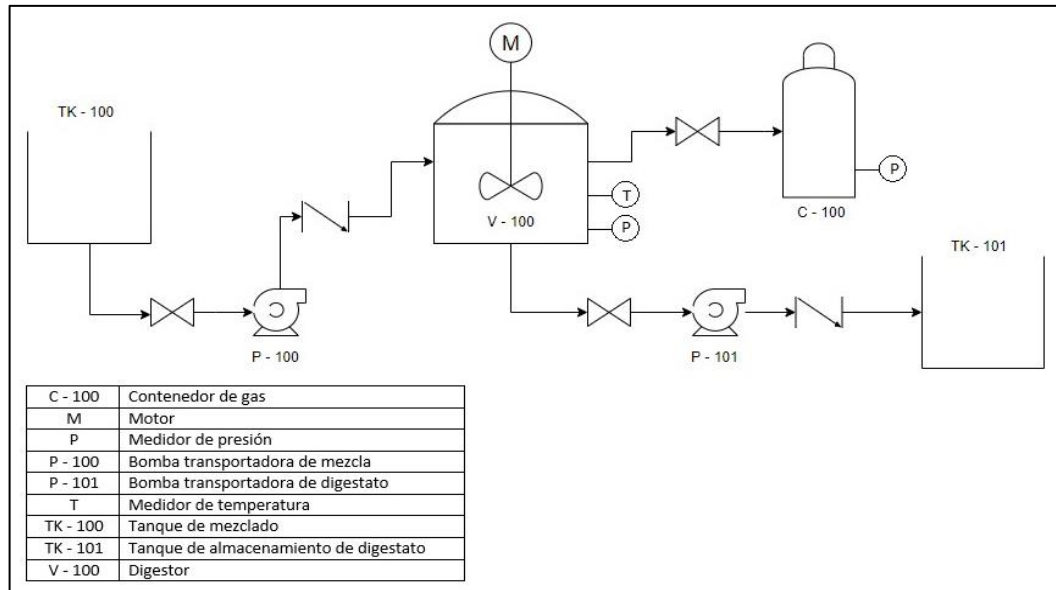 M
TK - 100
P
T
V - 100
C - 100
P
TK - 101
P - 100
P - 101
C - 100 Contenedor de gas
M Motor
P Medidor de presión
P - 100 Bomba transportadora de mezcla
P - 101 Bomba transportadora de digestato
T Medidor de temperatura
TK - 100 Tanque de mezclado
TK - 101 Tanque de almacenamiento de digestato
V - 100 Digestor